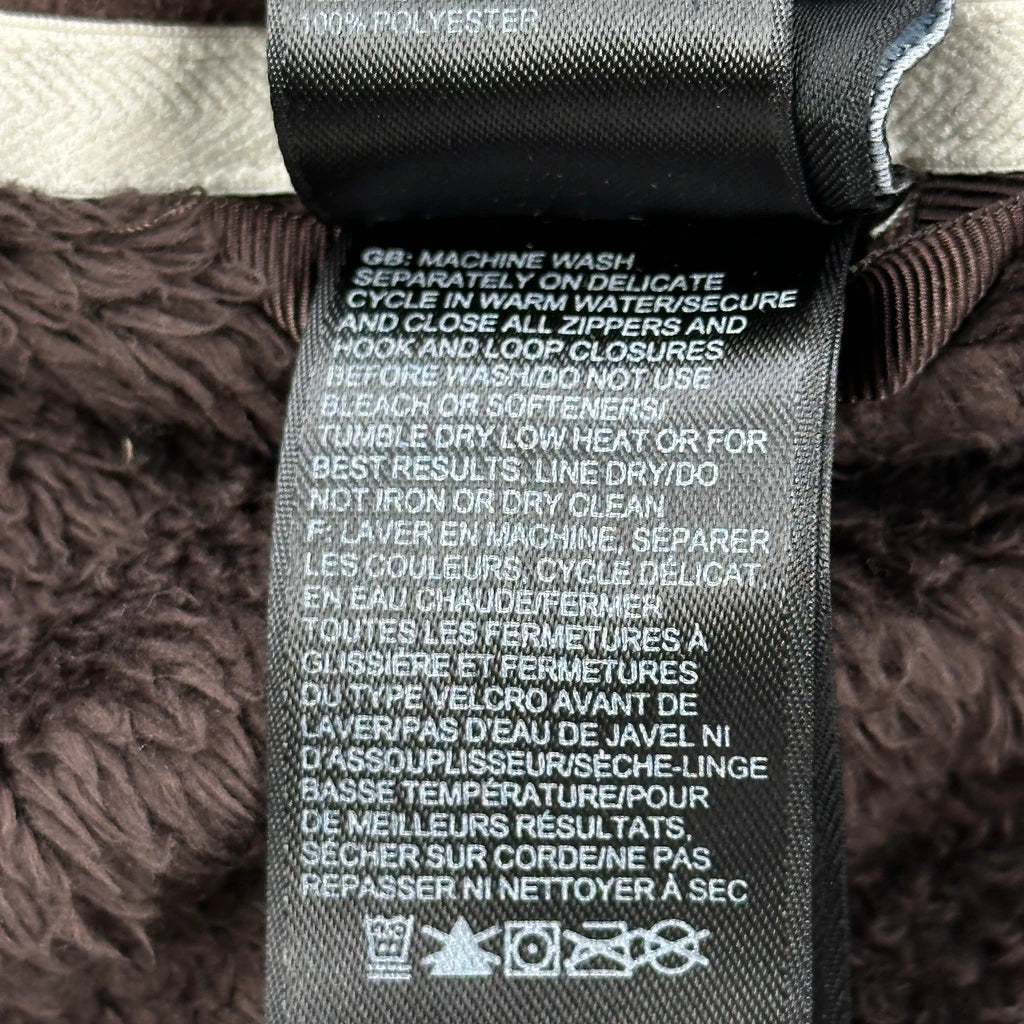 100% POLYESTER
GB: MACHINE WASH
SEPARATELY ON DELICATE
CYCLE IN WARM WATER/SECURE
AND CLOSE ALL ZIPPERS AND
HOOK AND LOOP CLOSURES
BEFORE WASH/DO NOT USE
BLEACH OR SOFTENERS/
TUMBLE DRY LOW HEAT OR FOR
BEST RESULTS, LINE DRY/DO
NOT IRON OR DRY CLEAN
F: LAVER EN MACHINE, SÉPARER
LES COULEURS, CYCLE DÉLICAT,
EN EAU CHAUDE/FERMER
TOUTES LES FERMETURES À
GLISSIÈRE ET FERMETURES
DU TYPE VELCRO AVANT DE
LAVER/PAS D'EAU DE JAVEL NI
D'ASSOUPLISSEUR/SÈCHE-LINGE
BASSE TEMPÉRATURE/POUR
DE MEILLEURS RÉSULTATS,
SÉCHER SUR CORDE/NE PAS
REPASSER NI NETTOYER À SEC